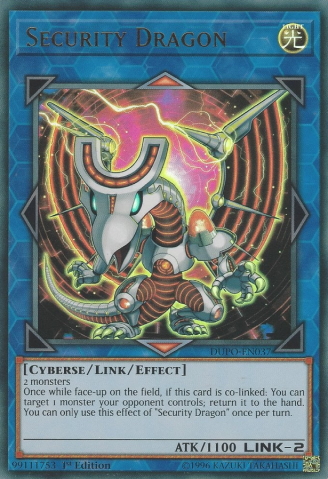 SECURITY DRAGON
LIGHT
光
DUPO-EN037
[CYBERSE/LINK/EFFECT]
2 monsters
Once while face-up on the field, if this card is co-linked: You can
target 1 monster your opponent controls; return it to the hand.
You can only use this effect of "Security Dragon" once per turn.
ATK/1100 LINK-2
99111753 1st Edition ©1996 KAZUKI TAKAHASHI